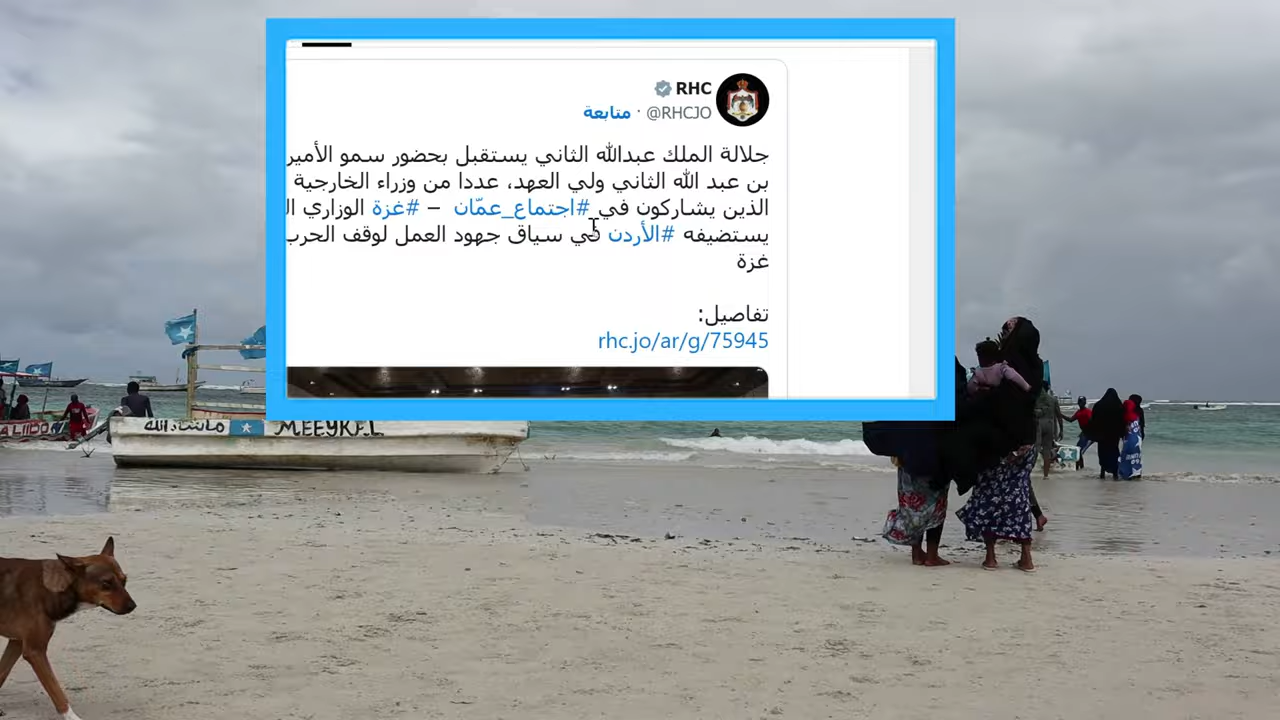 RHC
@RHCJO · متابعة
جلالة الملك عبدالله الثاني يستقبل بحضور سمو الأمير
بن عبد الله الثاني ولي العهد، عددا من وزراء الخارجية
الذين يشاركون في #اجتماع_عمّان – #غزة الوزاري
يستضيفه #الأردن في سياق جهود العمل لوقف الحرب
غزة
تفاصيل:
rhc.jo/ar/g/75945
ماشاء الله MEEYKAL